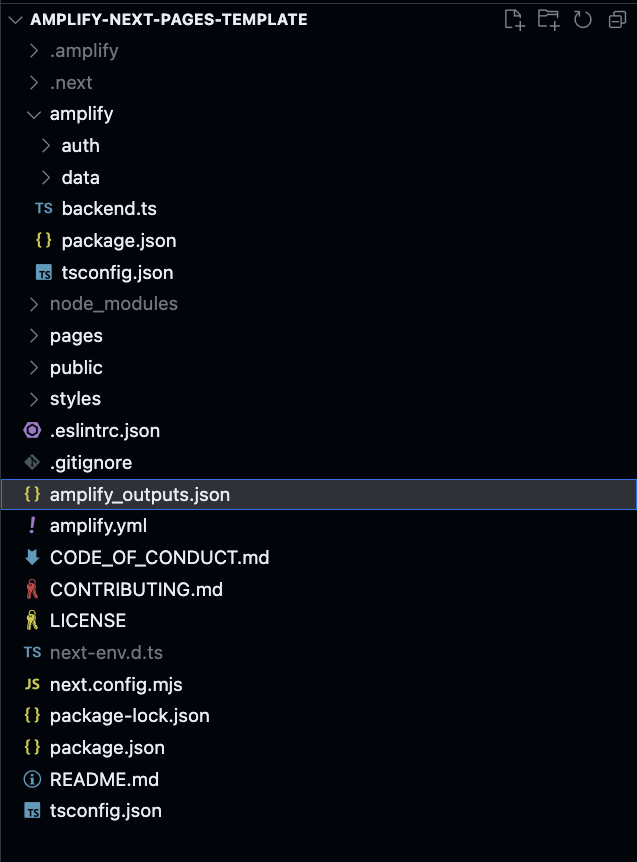 AMPLIFY-NEXT-PAGES-TEMPLATE
.amplify
.next
amplify
auth
data
TS backend.ts
{} package.json
TS tsconfig.json
node_modules
pages
public
styles
.eslintrc.json
.gitignore
{} amplify_outputs.json
! amplify.yml
CODE_OF_CONDUCT.md
CONTRIBUTING.md
LICENSE
TS next-env.d.ts
JS next.config.mjs
{} package-lock.json
{} package.json
README.md
TS tsconfig.json